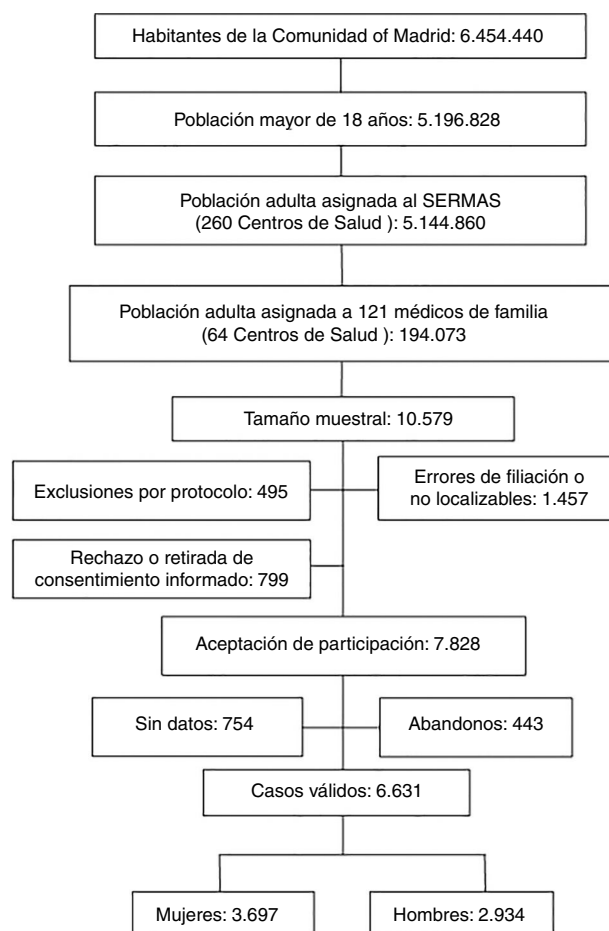 Habitantes de la Comunidad of Madrid: 6.454.440
Población mayor de 18 años: 5.196.828
Población adulta asignada al SERMAS
(260 Centros de Salud ): 5.144.860
Población adulta asignada a 121 médicos de familia
(64 Centros de Salud ): 194.073
Tamaño muestral: 10.579
Exclusiones por protocolo: 495
Errores de filiación o
no localizables: 1.457
Rechazo o retirada de
consentimiento informado: 799
Aceptación de participación: 7.828
Sin datos: 754
Abandonos: 443
Casos válidos: 6.631
Mujeres: 3.697
Hombres: 2.934